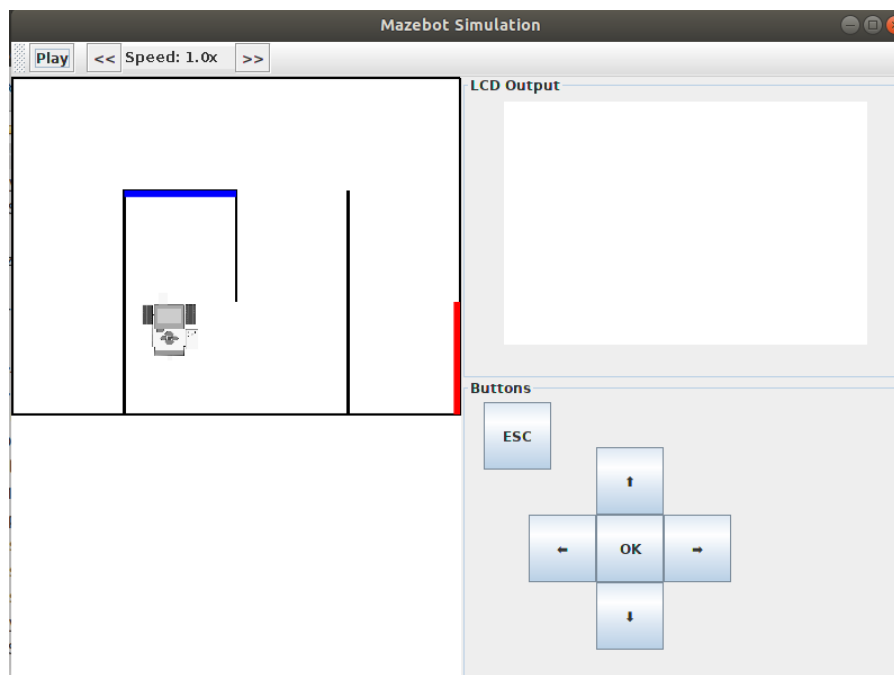 Mazebot Simulation
Play << Speed: 1.0x >>
LCD Output
Buttons
ESC
⬆
⬅ OK ➡
⬇